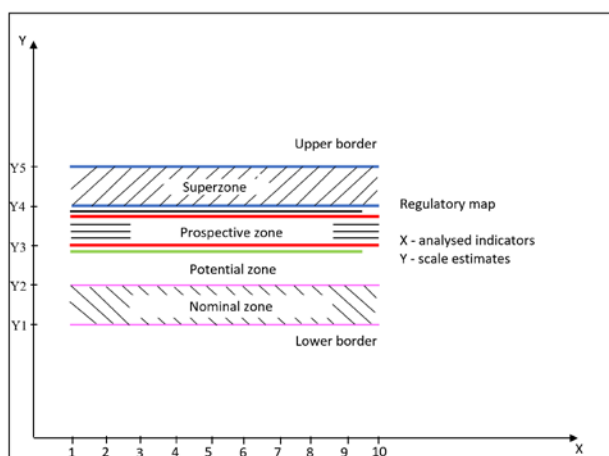 Y
Upper border
Y5
Superzone
Y4
Regulatory map
Prospective zone
X - analysed indicators
Y3
Y - scale estimates
Potential zone
Y2
Nominal zone
Y1
Lower border
1 2 3 4 5 6 7 8 9 10
X